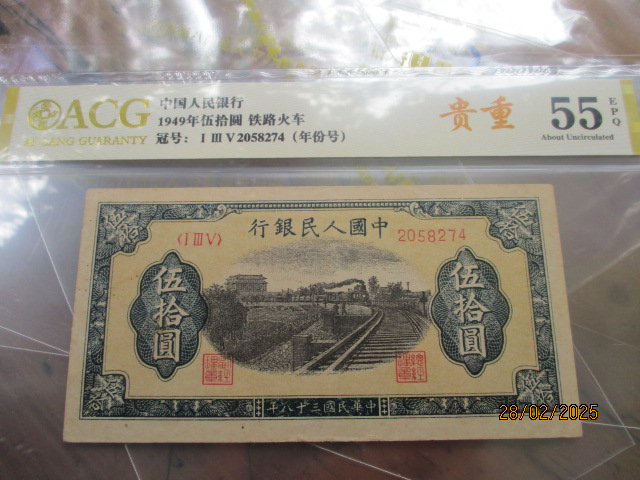 ACG
中国人民银行
1949年伍拾圆 铁路火车
冠号: I III V 2058274 (年份号)
贵重
55
EPQ
About Uncirculated
GUARANTY
行銀民人國中
〈I III V〉
2058274
伍拾圓
伍拾圓
年八十三國民華中
28/02/2025